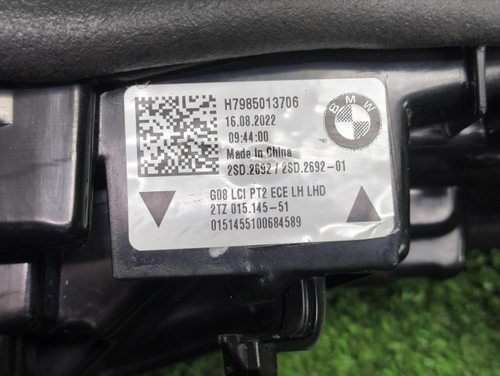 H7985013706
16.08.2022
09:44:00
Made in China
2SD.2692 / 2SD.2692-01
BMW
G08 LCI PT2 ECE LH LHD
2TZ 015.145-51
0151455100684589